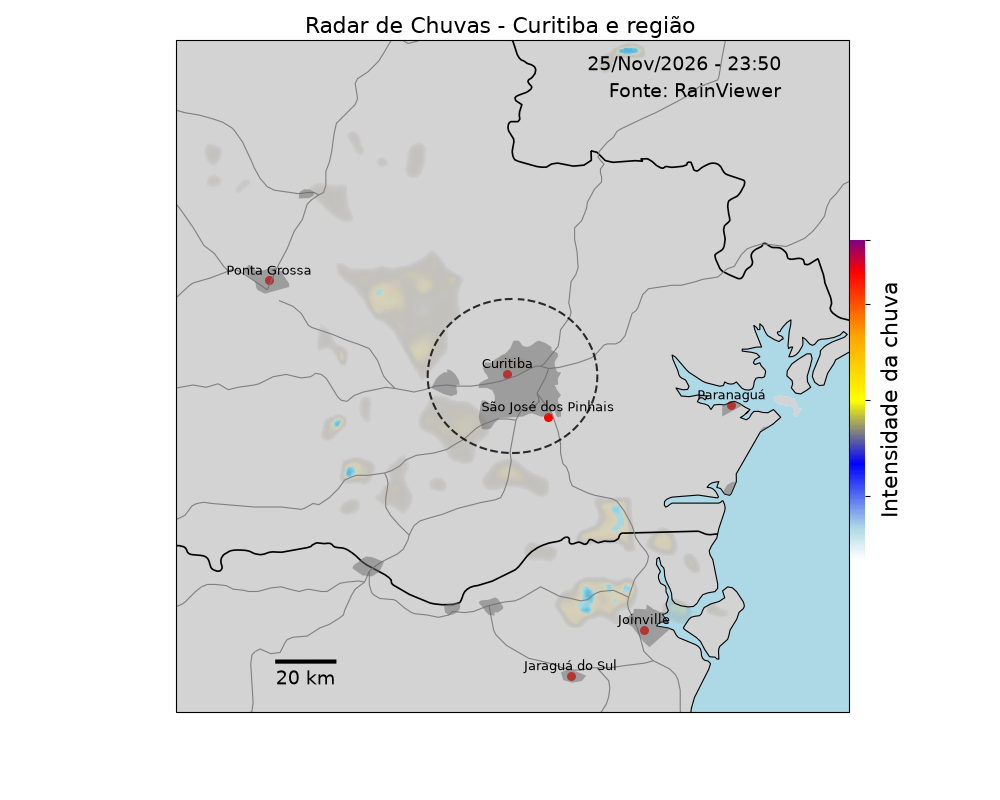 Radar de Chuvas - Curitiba e região
25/Nov/2026 - 23:50
Fonte: RainViewer
Ponta Grossa
Curitiba
Paranaguá
São José dos Pinhais
Intensidade da chuva
Joinville
Jaraguá do Sul
20 km